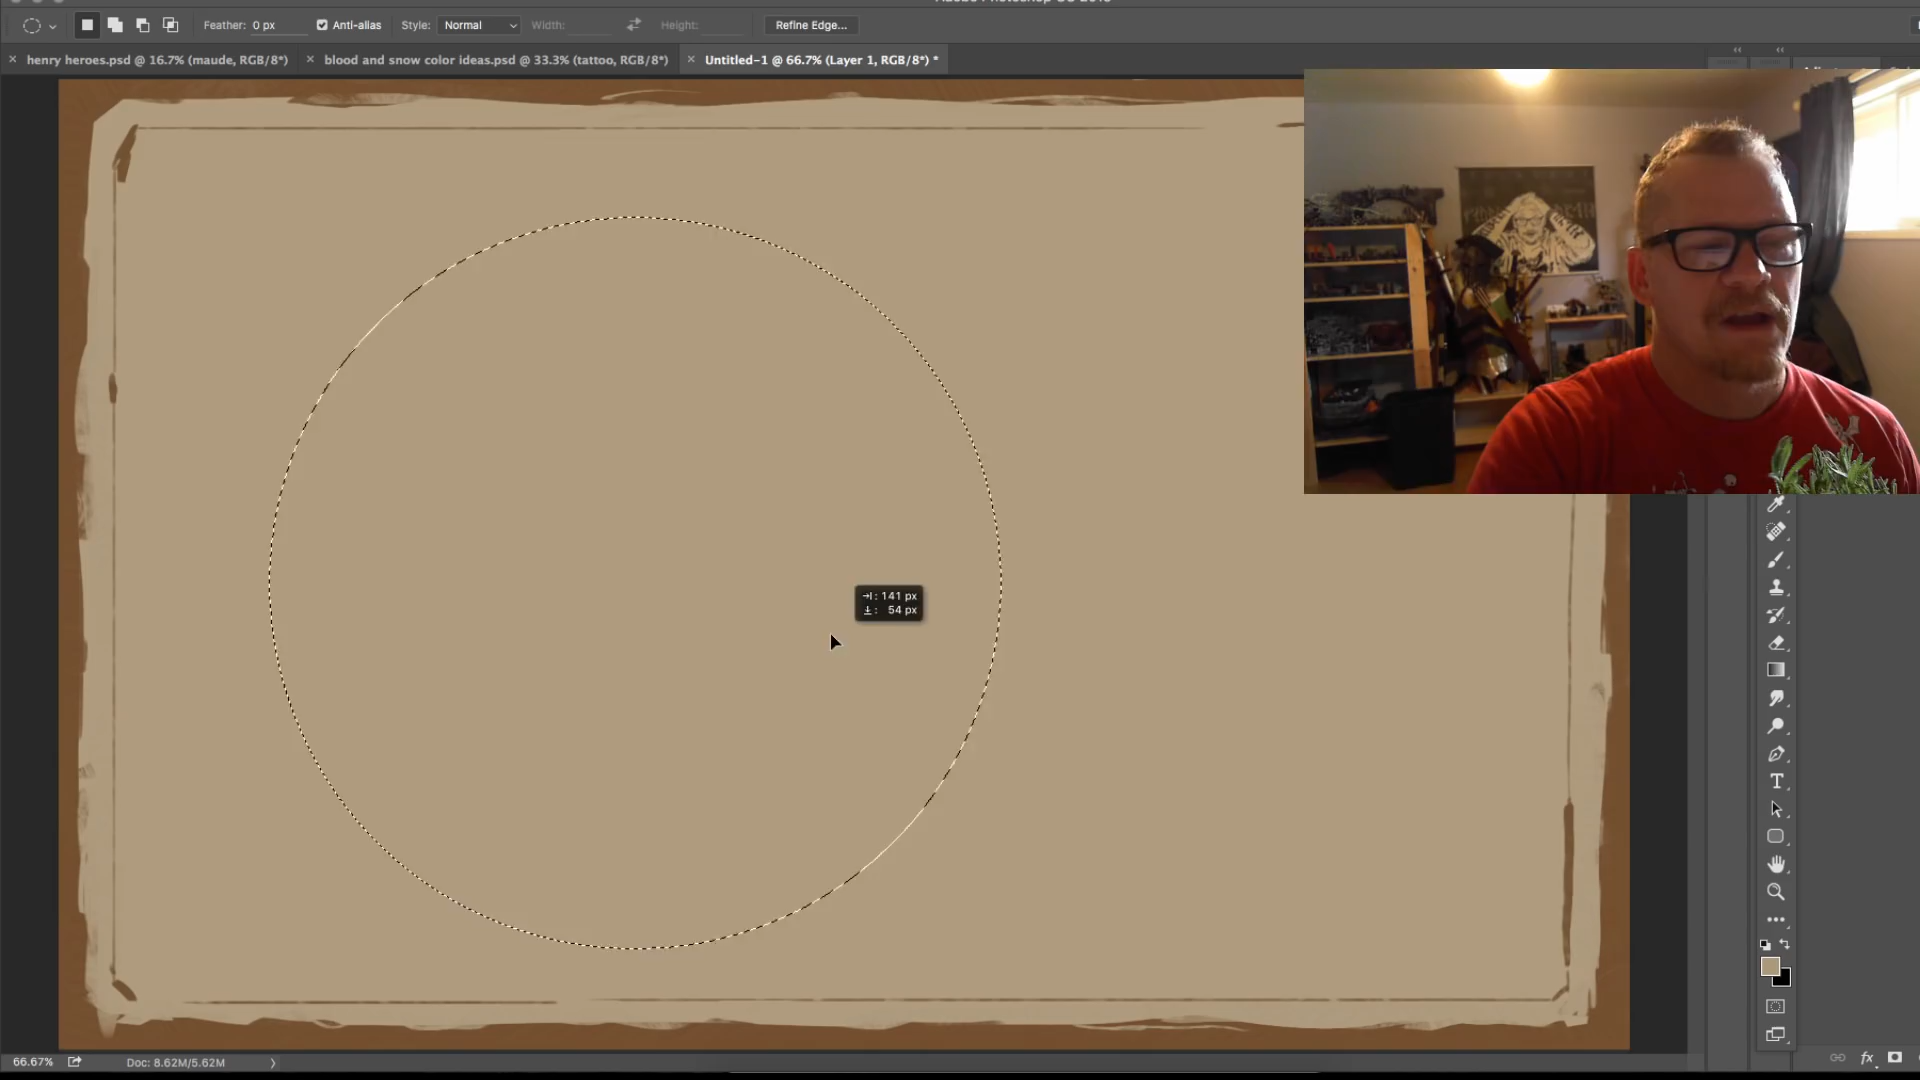 Feather: 0 px Anti-alias Style: Normal Width: Height: Refine Edge...
× henry heroes.psd @ 16.7% (maude, RGB/8*) × blood and snow color ideas.psd @ 33.3% (tattoo, RGB/8*) × Untitled-1 @ 66.7% (Layer 1, RGB/8*) *
: 141 px
: 54 px
66.67% Doc: 8.62M/5.62M
fx